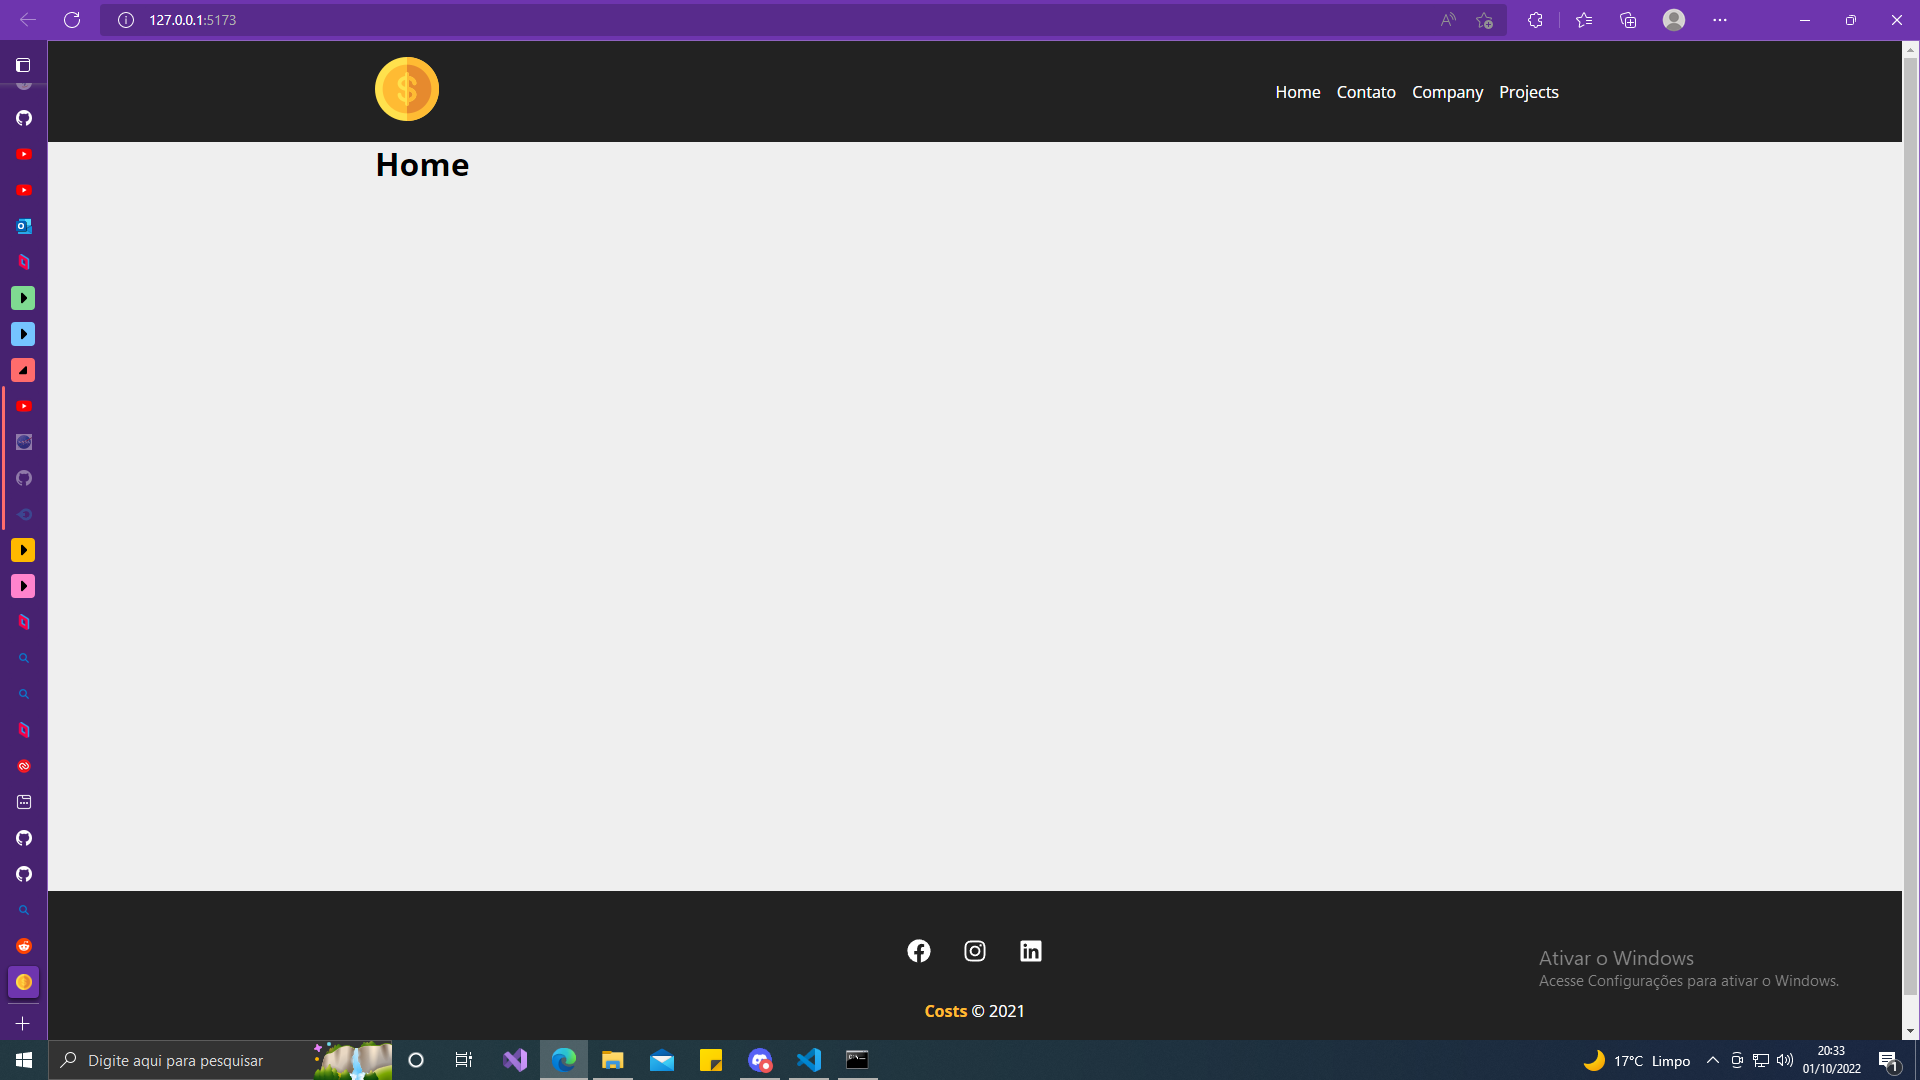 127.0.0.1:5173
$
Home Contato Company Projects
Home
Costs © 2021
Ativar o Windows
Acesse Configurações para ativar o Windows.
Digite aqui para pesquisar
17°C Limpo
20:33
01/10/2022
1